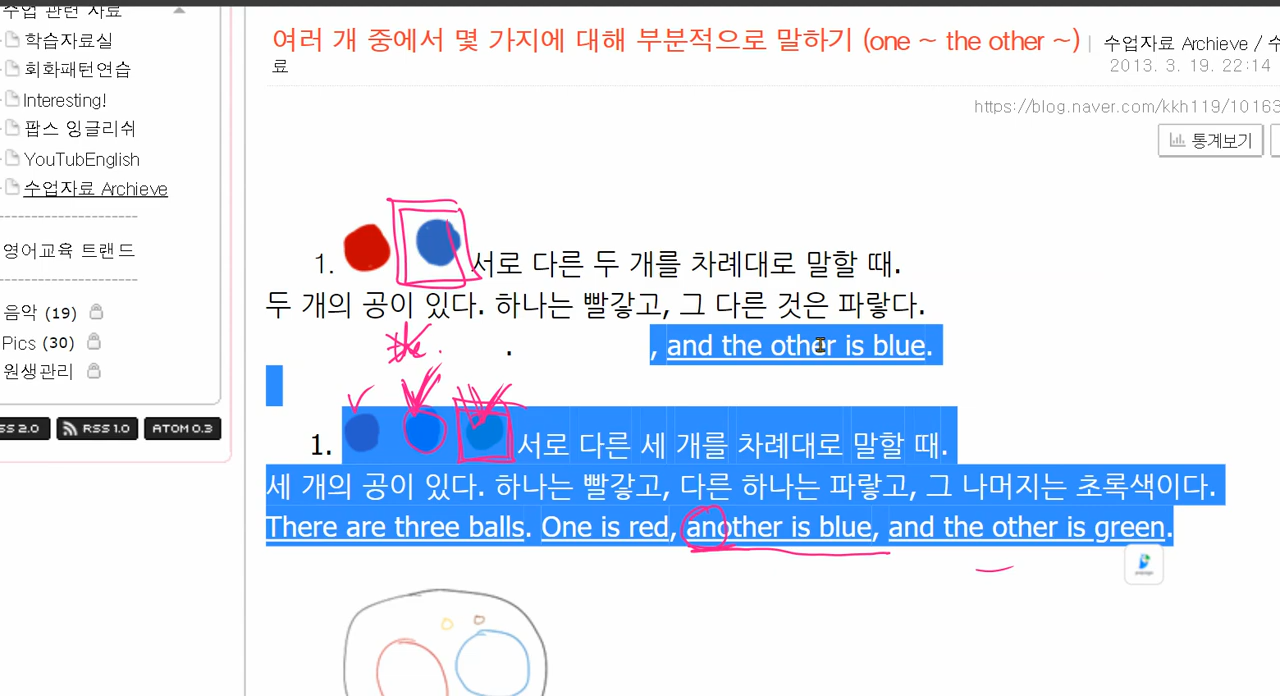 수업 관련 자료
학습자료실
회화패턴연습
Interesting!
팝스 잉글리쉬
YouTubEnglish
수업자료 Archieve
영어교육 트랜드
음악 (19)
Pics (30)
원생관리
SS 2.0
RSS 1.0
ATOM 0.3
여러 개 중에서 몇 가지에 대해 부분적으로 말하기 (one ~ the other ~) | 수업자료 Archieve / 수
료
2013. 3. 19. 22:14
https://blog.naver.com/kkh119/10163
통계보기
1. 서로 다른 두 개를 차례대로 말할 때.
두 개의 공이 있다. 하나는 빨갛고, 그 다른 것은 파랗다.
. , and the other is blue.
1. 서로 다른 세 개를 차례대로 말할 때.
세 개의 공이 있다. 하나는 빨갛고, 다른 하나는 파랗고, 그 나머지는 초록색이다.
There are three balls. One is red, another is blue, and the other is green.